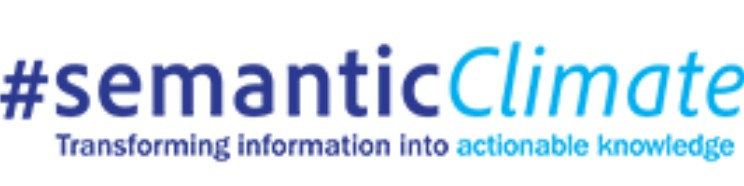 #semanticClimate
Transforming information into actionable knowledge